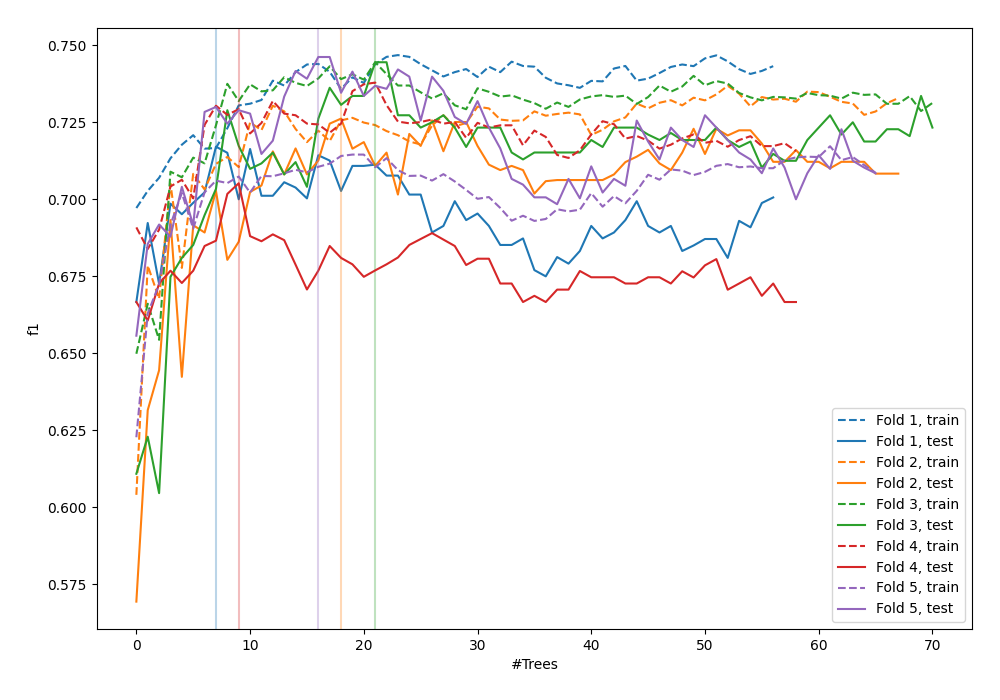 0.750
0.725
0.700
0.675
0.650
0.625
0.600
0.575
f1
0 10 20 30 40 50 60 70
#Trees
Fold 1, train
Fold 1, test
Fold 2, train
Fold 2, test
Fold 3, train
Fold 3, test
Fold 4, train
Fold 4, test
Fold 5, train
Fold 5, test